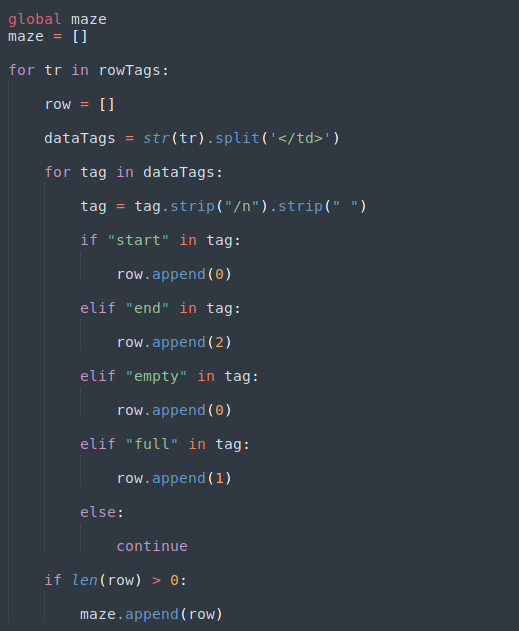 global maze
maze = []
for tr in rowTags:
    row = []
    dataTags = str(tr).split('</td>')
    for tag in dataTags:
        tag = tag.strip("/n").strip(" ")
        if "start" in tag:
            row.append(0)
        elif "end" in tag:
            row.append(2)
        elif "empty" in tag:
            row.append(0)
        elif "full" in tag:
            row.append(1)
        else:
            continue
    if len(row) > 0:
        maze.append(row)